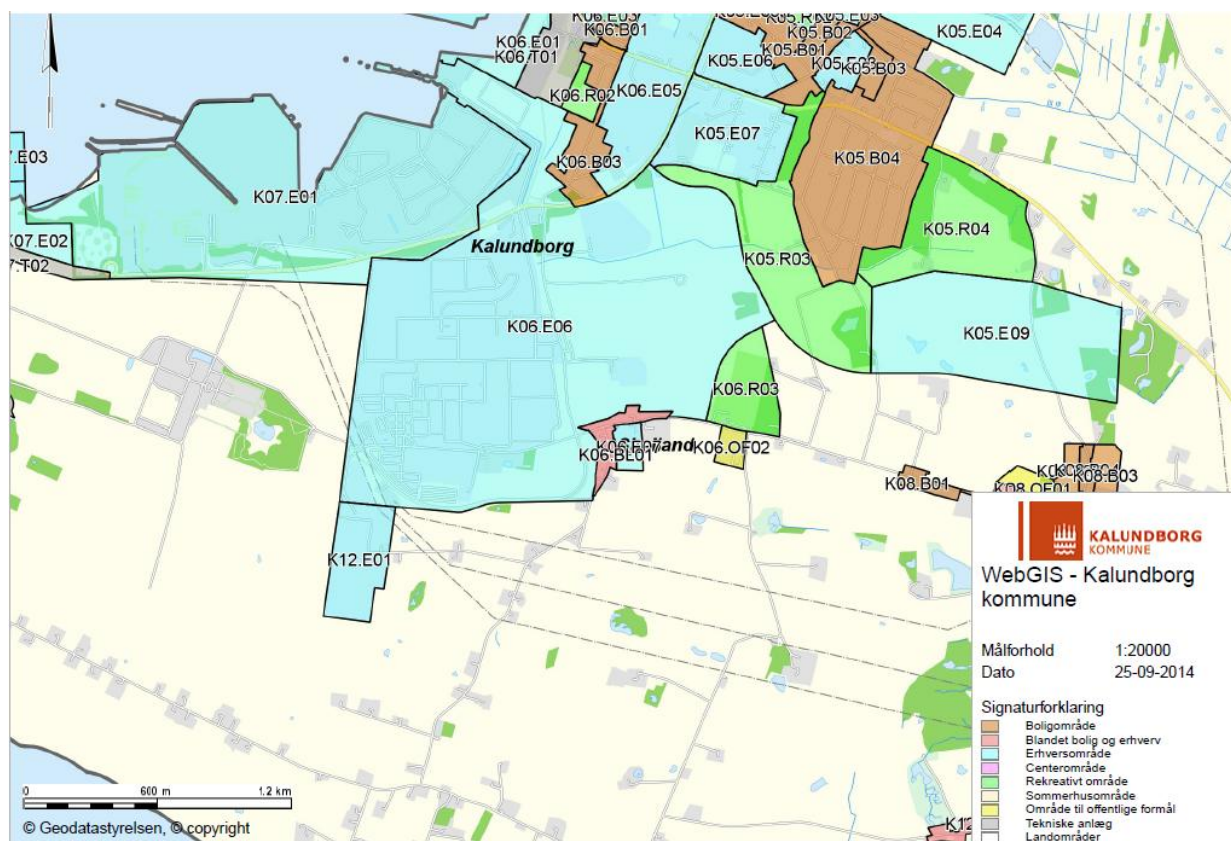 K06.E03
K06.B01
K06.E01
K06.T01
K05.B02
K05.B01
K05.E04
K05.E06
K05.B03
K06.E05
K06.R02
K05.E07
K06.B03
K05.B04
K07.E01
K05.R04
K07.E02
Kalundborg
K05.R03
K06.E06
K05.E09
K06.R03
K06.BL01
K06.OF02
K08.B01
K08.B03
K08.OF01
K12.E01
KALUNDBORG
KOMMUNE
WebGIS - Kalundborg
kommune
Målforhold 1:20000
Dato 25-09-2014
Signaturforklaring
Boligområde
Blandet bolig og erhverv
Erhversområde
Centerområde
Rekreativt område
Sommerhusområde
Område til offentlige formål
Tekniske anlæg
Landområder
0 600 m 1.2 km
© Geodatastyrelsen, © copyright